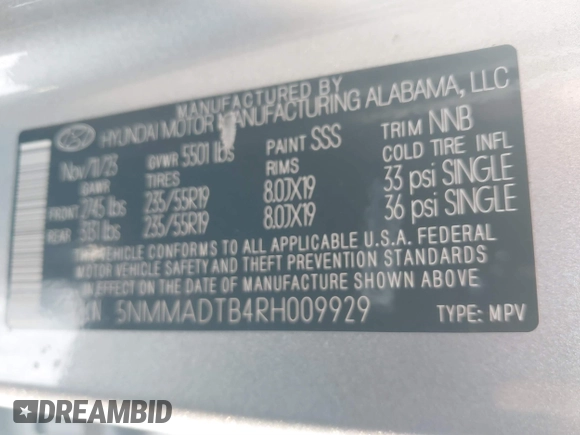 MANUFACTURED BY
HYUNDAI MOTOR MANUFACTURING ALABAMA, LLC
Nov/11/23 GVWR 5501 lbs PAINT SSS TRIM NNB
GAWR TIRES RIMS COLD TIRE INFL
FRONT 2745 lbs 235/55R19 8.0JX19 33 psi SINGLE
REAR lbs 235/55R19 8.0JX19 36 psi SINGLE
THIS VEHICLE CONFORMS TO ALL APPLICABLE U.S.A. FEDERAL
MOTOR VEHICLE SAFETY AND THEFT PREVENTION STANDARDS
IN EFFECT ON THE DATE OF MANUFACTURE SHOWN ABOVE.
5NMMADTB4RH009929 TYPE: MPV
DREAMBID